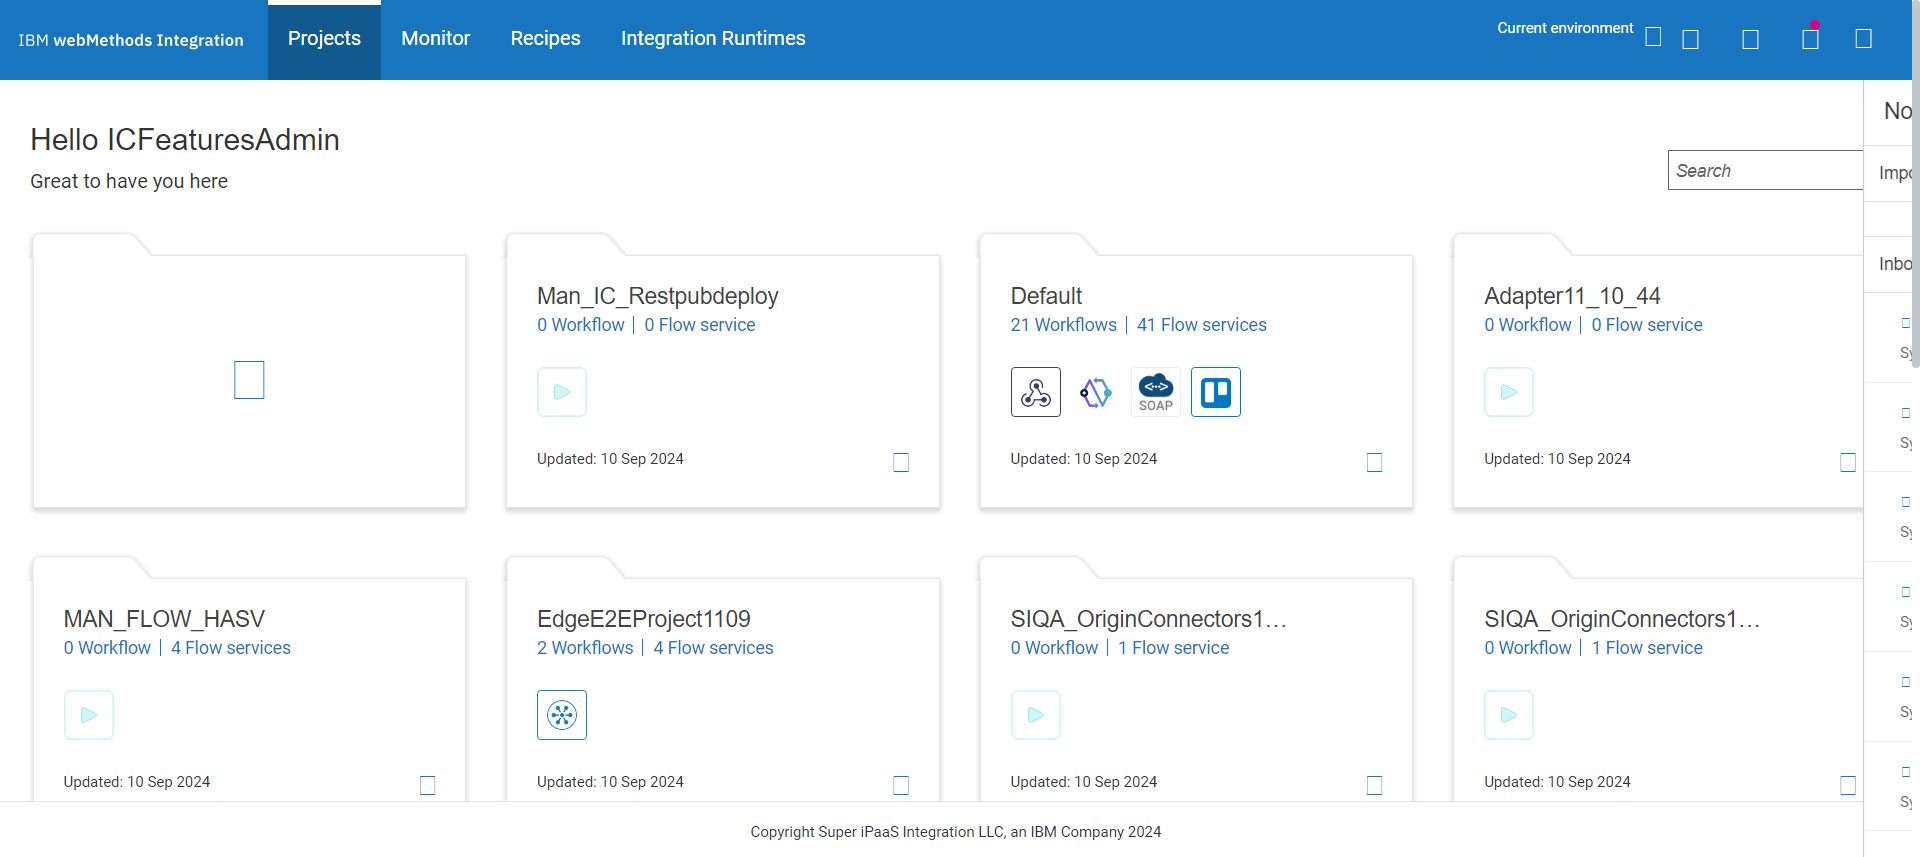 IBM webMethods Integration
Projects
Monitor
Recipes
Integration Runtimes
Current environment
Hello ICFeaturesAdmin
Great to have you here
Search
No
Impo
Inbo
Man_IC_Restpubdeploy
0 Workflow | 0 Flow service
Updated: 10 Sep 2024
Default
21 Workflows | 41 Flow services
SOAP
Updated: 10 Sep 2024
Adapter11_10_44
0 Workflow | 0 Flow service
Updated: 10 Sep 2024
Sy
Sy
Sy
Sy
Sy
Sy
MAN_FLOW_HASV
0 Workflow | 4 Flow services
Updated: 10 Sep 2024
EdgeE2EProject1109
2 Workflows | 4 Flow services
Updated: 10 Sep 2024
SIQA_OriginConnectors1...
0 Workflow | 1 Flow service
Updated: 10 Sep 2024
SIQA_OriginConnectors1...
0 Workflow | 1 Flow service
Updated: 10 Sep 2024
Copyright Super iPaaS Integration LLC, an IBM Company 2024